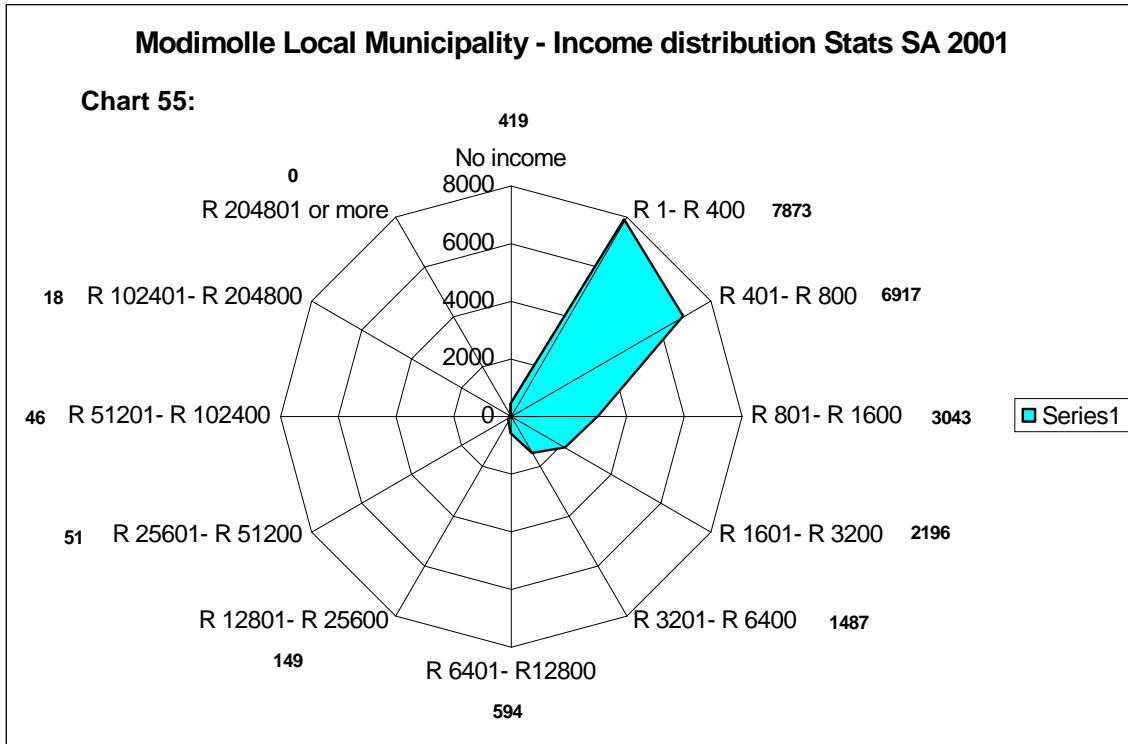 Modimolle Local Municipality - Income distribution Stats SA 2001
Chart 55:
419
No income
0
R 204801 or more
8000
R 1- R 400 7873
6000
18 R 102401- R 204800
R 401- R 800 6917
4000
2000
46 R 51201- R 102400
0
R 801- R 1600 3043
Series1
51 R 25601- R 51200
R 1601- R 3200 2196
R 12801- R 25600
149
R 3201- R 6400 1487
R 6401- R12800
594